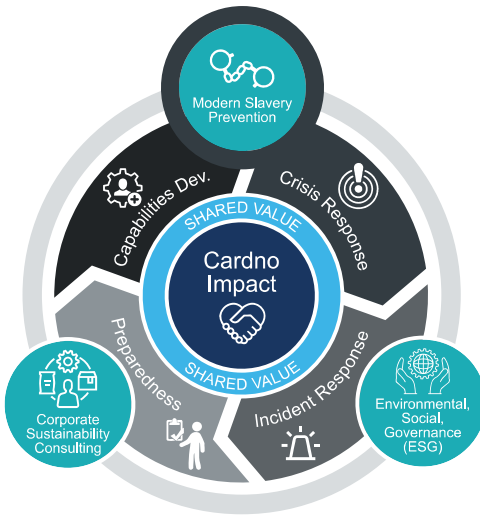 Modern Slavery
Prevention
Capabilities Dev.
Crisis Response
SHARED VALUE
Cardno
Impact
SHARED VALUE
Preparedness
Incident Response
Corporate
Sustainability
Consulting
Environmental,
Social,
Governance
(ESG)